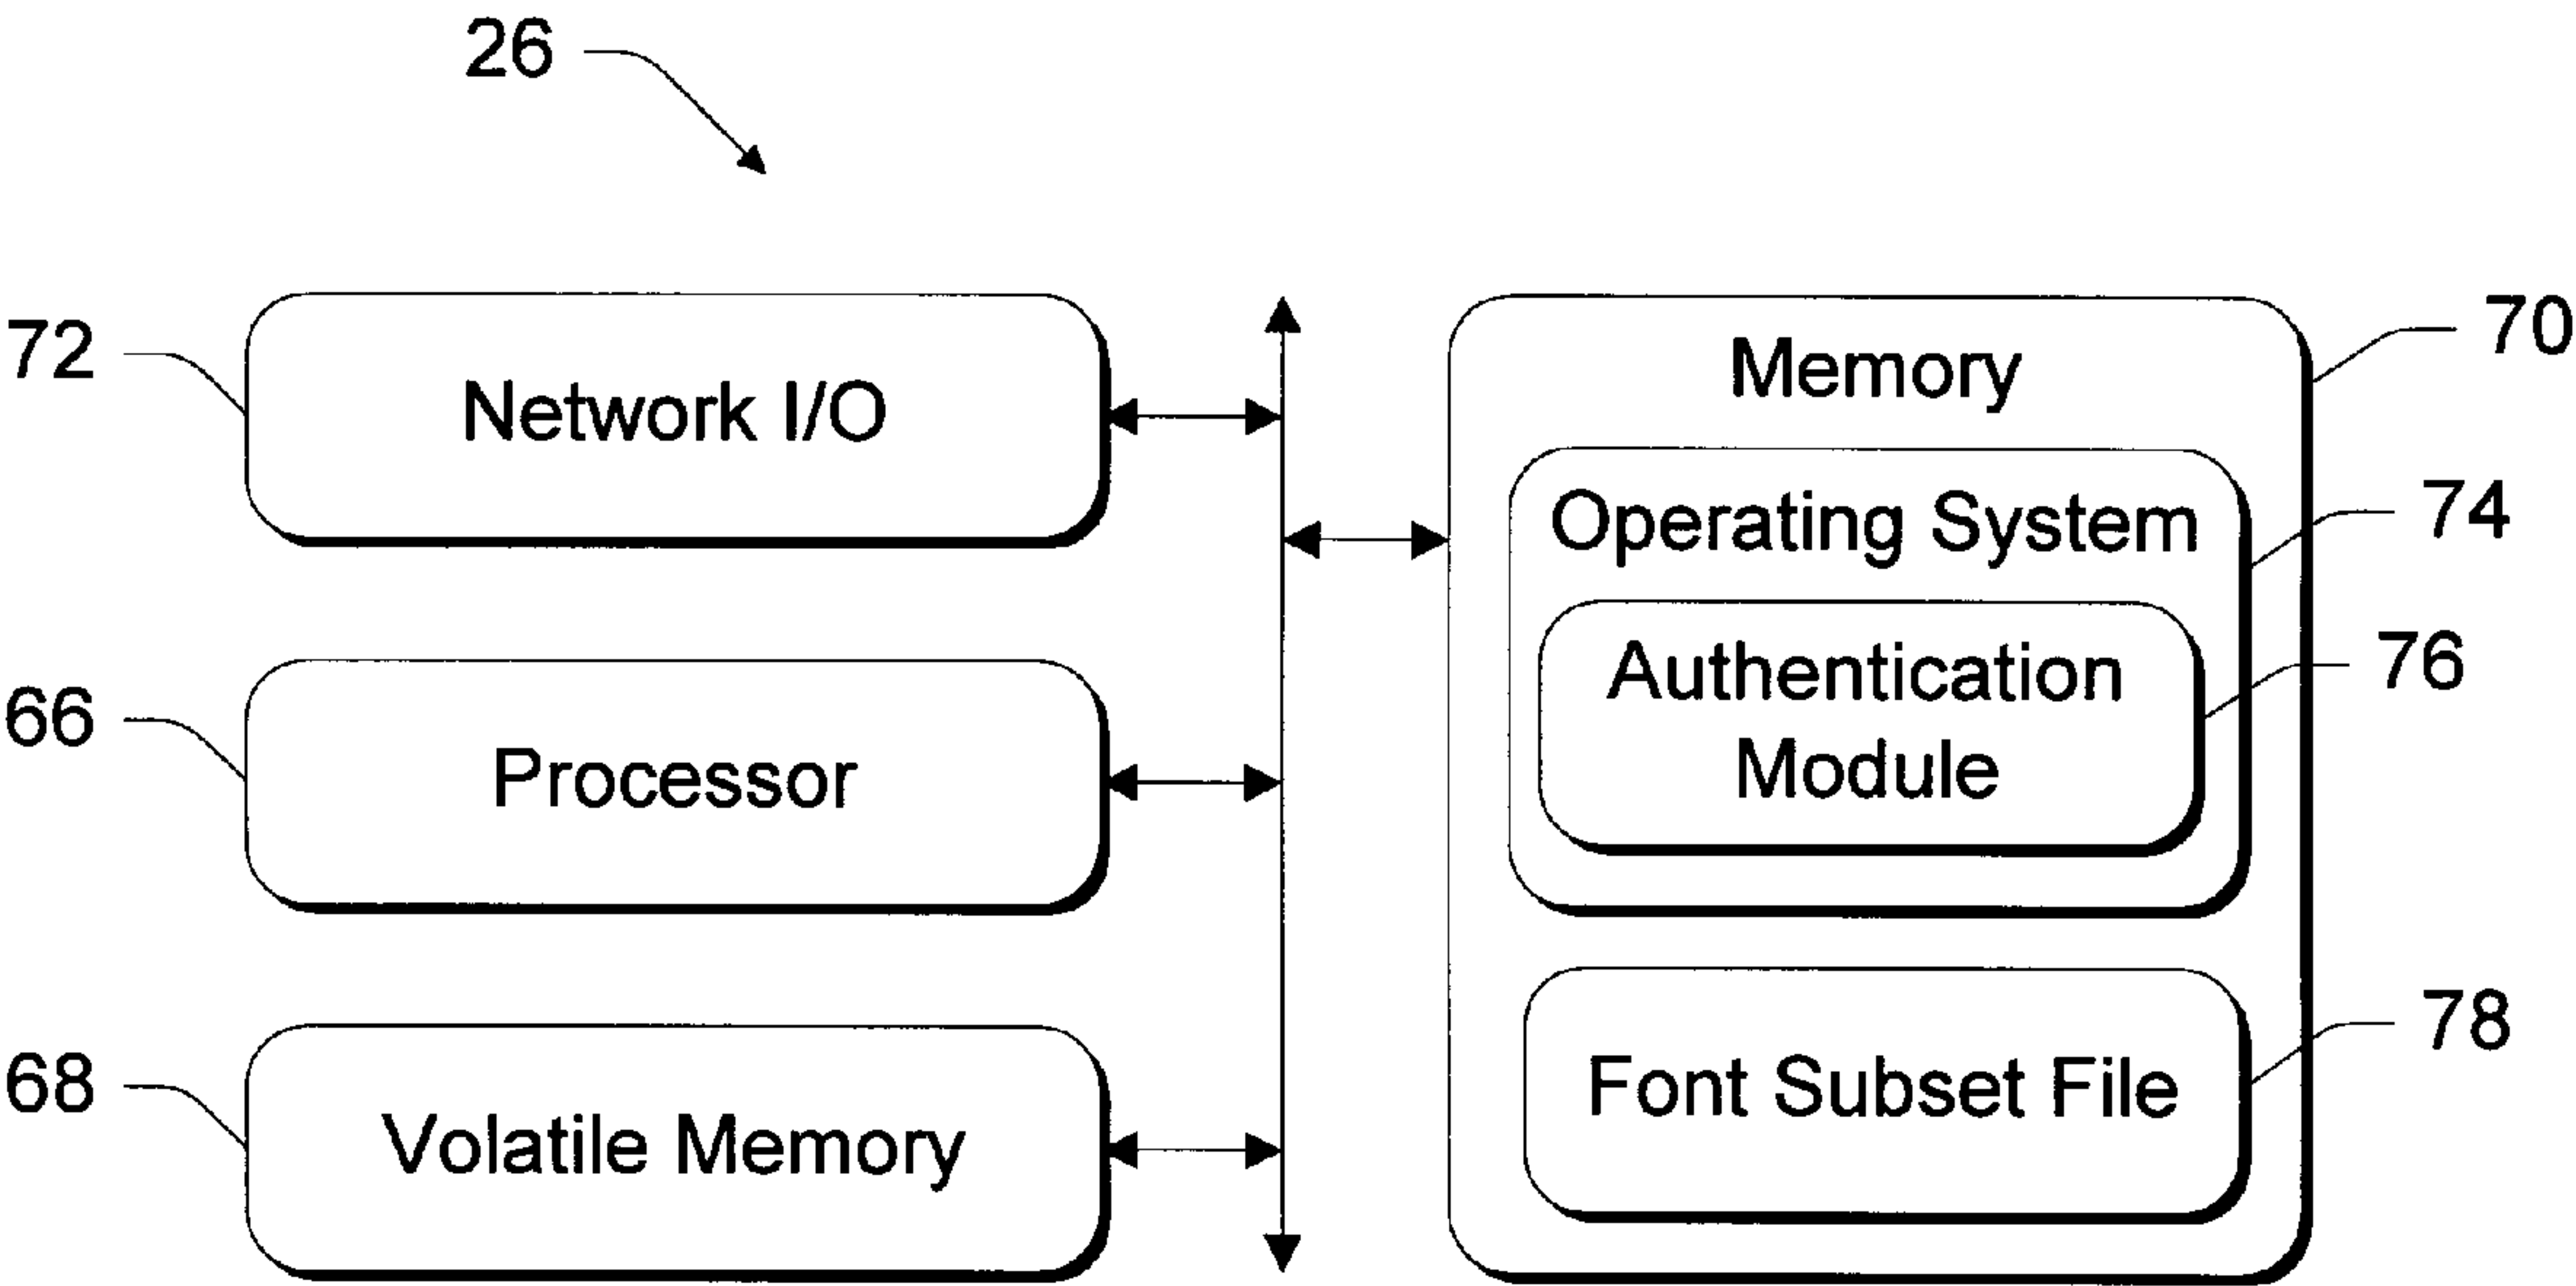 26
72
Network I/O
66
Processor
68
Volatile Memory
70
Memory
74
Operating System
76
Authentication
Module
78
Font Subset File